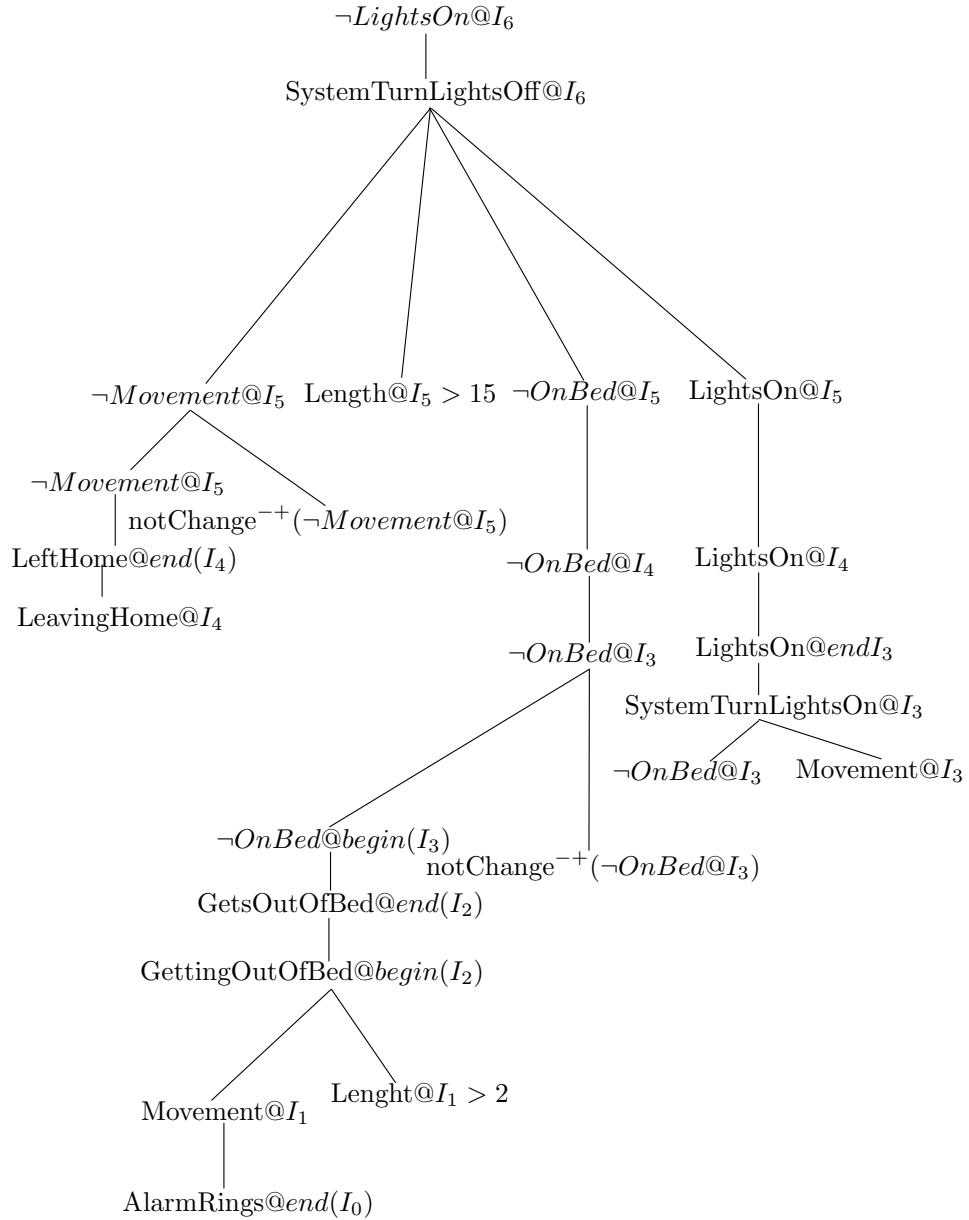 ¬LightsOn@I₆
SystemTurnLightsOff@I₆
¬Movement@I₅
Length@I₅ > 15
¬OnBed@I₅
LightsOn@I₅
¬Movement@I₅
notChange⁻⁺(¬Movement@I₅)
LeftHome@end(I₄)
¬OnBed@I₄
LightsOn@I₄
LeavingHome@I₄
¬OnBed@I₃
LightsOn@endI₃
SystemTurnLightsOn@I₃
¬OnBed@I₃
Movement@I₃
¬OnBed@begin(I₃)
notChange⁻⁺(¬OnBed@I₃)
GetsOutOfBed@end(I₂)
GettingOutOfBed@begin(I₂)
Lenght@I₁ > 2
Movement@I₁
AlarmRings@end(I₀)